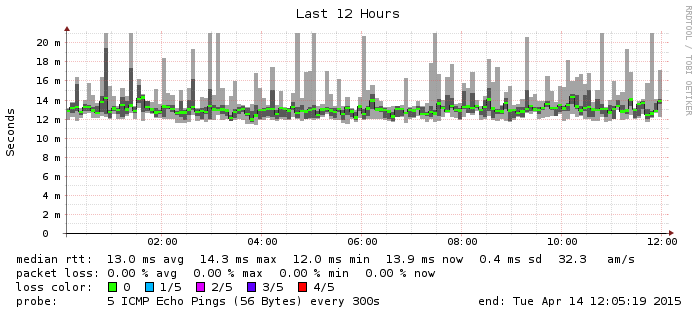 Last 12 Hours
RRDTOOL / TOBI OETIKER
Seconds
20 m
18 m
16 m
14 m
12 m
10 m
8 m
6 m
4 m
2 m
0
02:00 04:00 06:00 08:00 10:00 12:00
median rtt: 13.0 ms avg 14.3 ms max 12.0 ms min 13.9 ms now 0.4 ms sd 32.3 am/s
packet loss: 0.00 % avg 0.00 % max 0.00 % min 0.00 % now
loss color: 0 1/5 2/5 3/5 4/5
probe: 5 ICMP Echo Pings (56 Bytes) every 300s end: Tue Apr 14 12:05:19 2015